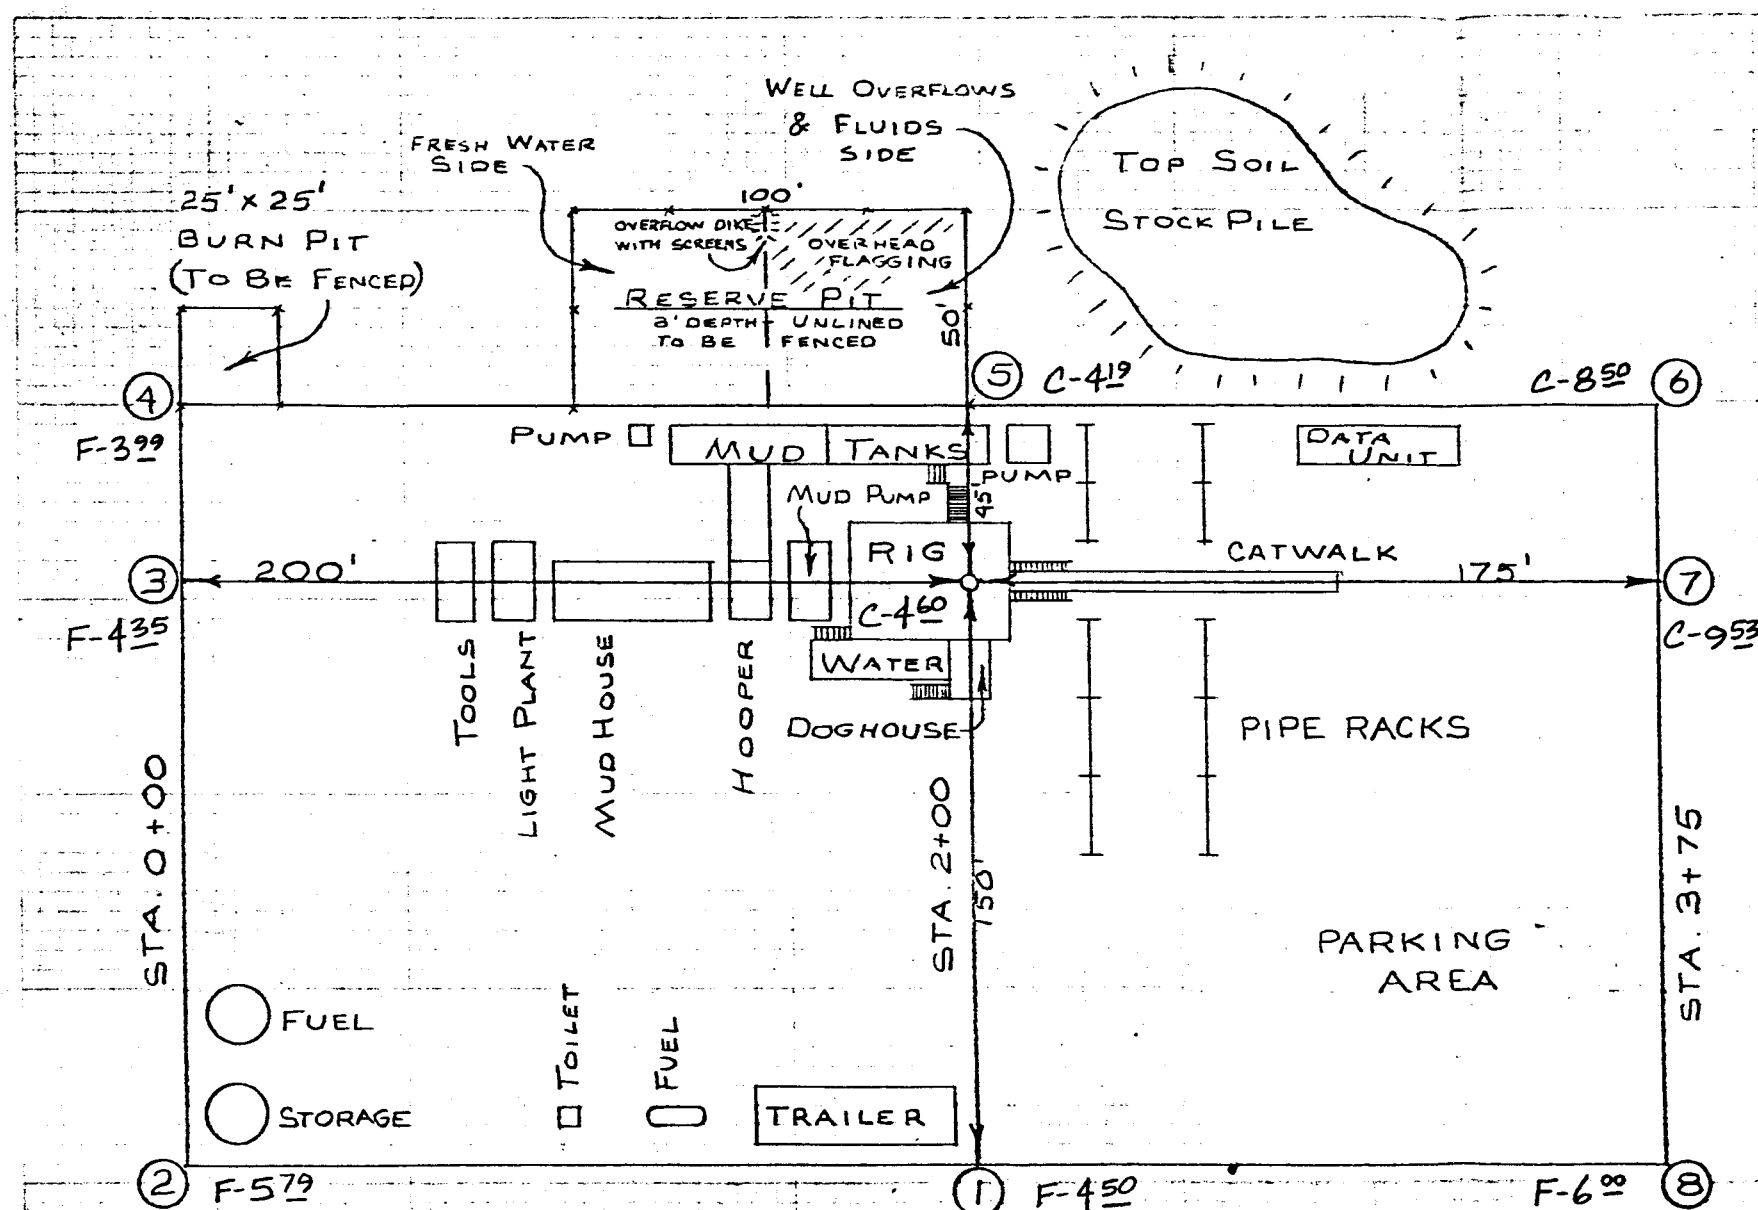 WELL OVERFLOWS
& FLUIDS
SIDE
FRESH WATER
SIDE
TOP SOIL
STOCK PILE
25' x 25'
BURN PIT
(TO BE FENCED)
100'
OVERFLOW DIKE
WITH SCREENS
OVERHEAD
FLAGGING
RESERVE PIT
3' DEPTH - UNLINED
TO BE FENCED
50'
4
5
C-4 19
C-8 50
6
F-3 99
PUMP
MUD TANKS
PUMP
DATA
UNIT
MUD PUMP
45'
RIG
CATWALK
3
200'
175'
7
F-4 35
C-4 60
C-9 53
TOOLS
LIGHT PLANT
MUD HOUSE
HOOPER
WATER
DOGHOUSE
PIPE RACKS
STA. 0+00
STA. 2+00
150'
STA. 3+75
PARKING
AREA
FUEL
STORAGE
TOILET
FUEL
TRAILER
2
F-5 79
1
F-4 50
F-6 00
8